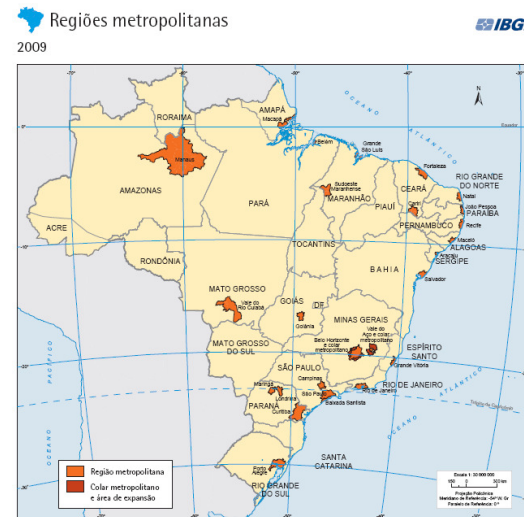 Regiões metropolitanas
IBG
2009
OCEANO
ATLÂNTICO
RORAIMA
AMAPÁ
Macapá
Equador
Manaus
Belém
Grande
São Luís
Fortaleza
RIO GRANDE
DO NORTE
AMAZONAS
PARÁ
Sudoeste
Maranhense
MARANHÃO
CEARÁ
Cariri
PIAUÍ
Natal
João Pessoa
PARAÍBA
PERNAMBUCO
Recife
ACRE
Maceió
ALAGOAS
Aracaju
SERGIPE
TOCANTINS
RONDÔNIA
BAHIA
Salvador
MATO GROSSO
Vale do
Rio Cuiabá
GOIÁS
DF
Goiânia
MINAS GERAIS
Vale do
Aço e colar
metropolitano
Belo Horizonte
e colar
metropolitano
MATO GROSSO
DO SUL
ESPÍRITO
SANTO
Grande Vitória
SÃO PAULO
Campinas
RIO DE JANEIRO
Rio de Janeiro
São Paulo
Baixada Santista
Maringá
Londrina
PARANÁ
Curitiba
OCEANO
PACÍFICO
OCEANO
ATLÂNTICO
SANTA
CATARINA
Porto
Alegre
RIO GRANDE
DO SUL
Região metropolitana
Colar metropolitano
e área de expansão
N
Projeção Policônica